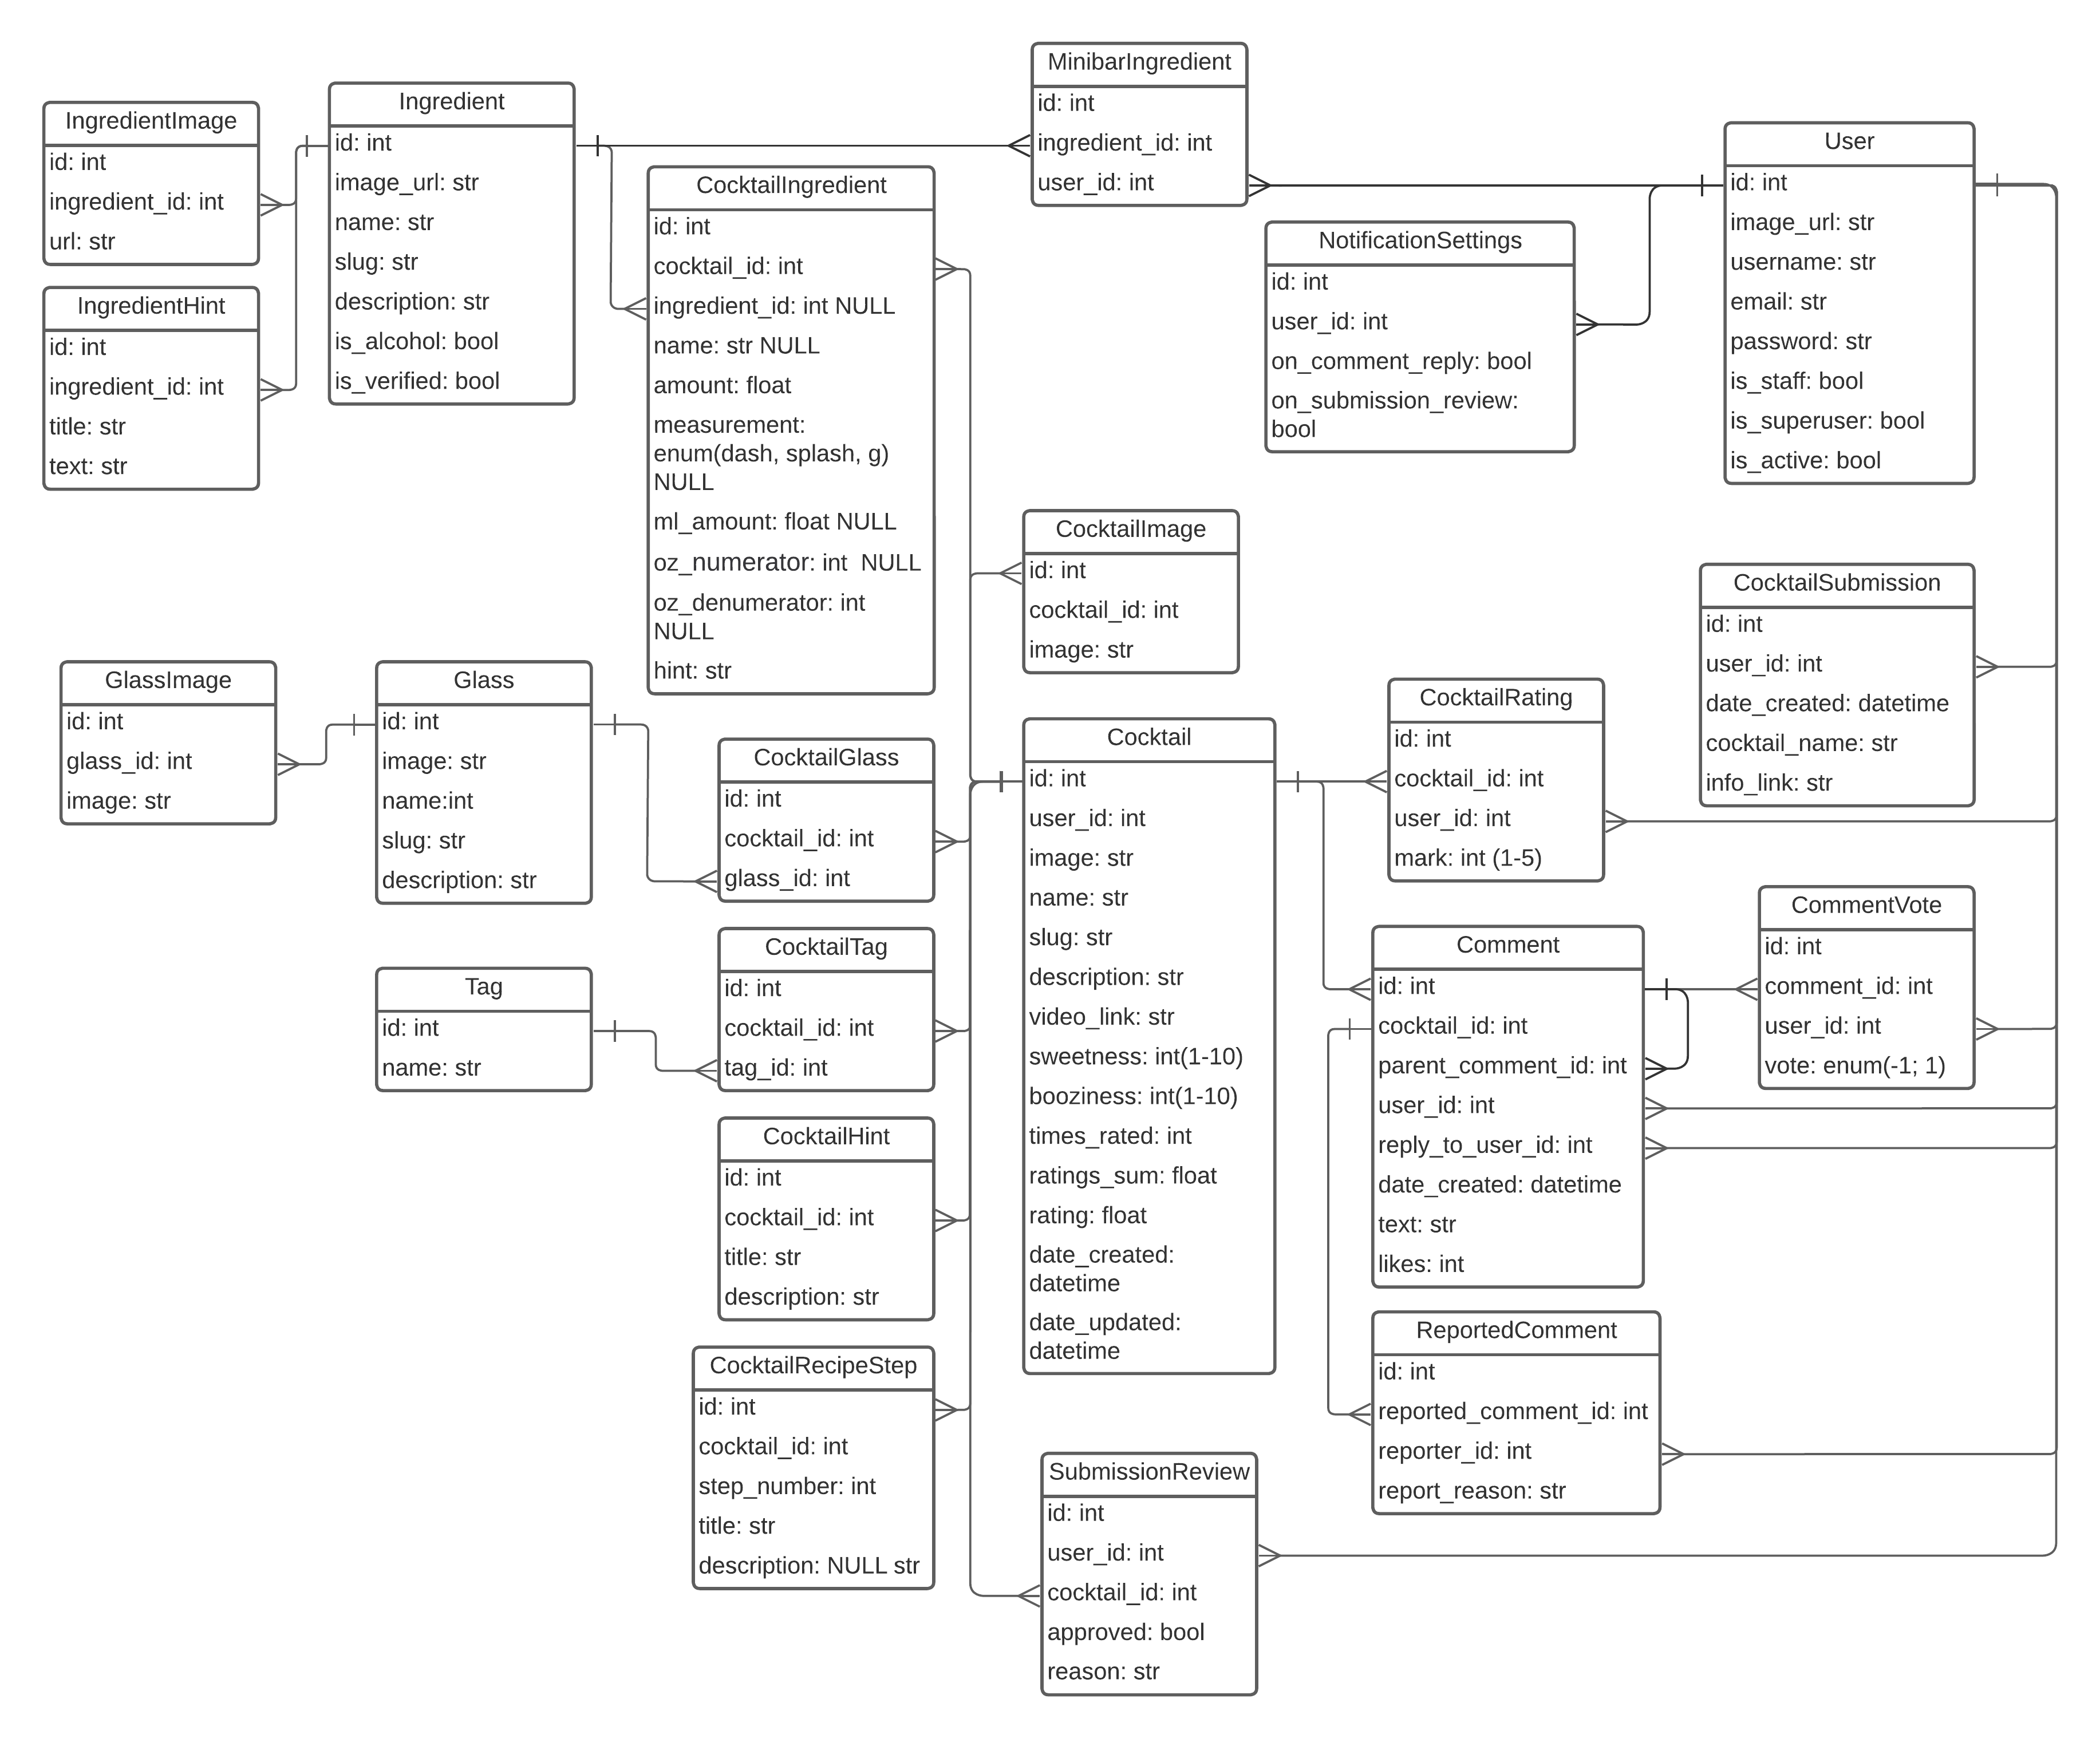 IngredientImage
id: int
ingredient_id: int
url: str
IngredientHint
id: int
ingredient_id: int
title: str
text: str
Ingredient
id: int
image_url: str
name: str
slug: str
description: str
is_alcohol: bool
is_verified: bool
CocktailIngredient
id: int
cocktail_id: int
ingredient_id: int NULL
name: str NULL
amount: float
measurement:
enum(dash, splash, g)
NULL
ml_amount: float NULL
oz_numerator: int  NULL
oz_denumerator: int
NULL
hint: str
MinibarIngredient
id: int
ingredient_id: int
user_id: int
NotificationSettings
id: int
user_id: int
on_comment_reply: bool
on_submission_review:
bool
User
id: int
image_url: str
username: str
email: str
password: str
is_staff: bool
is_superuser: bool
is_active: bool
CocktailImage
id: int
cocktail_id: int
image: str
CocktailSubmission
id: int
user_id: int
date_created: datetime
cocktail_name: str
info_link: str
GlassImage
id: int
glass_id: int
image: str
Glass
id: int
image: str
name:int
slug: str
description: str
CocktailGlass
id: int
cocktail_id: int
glass_id: int
Tag
id: int
name: str
CocktailTag
id: int
cocktail_id: int
tag_id: int
CocktailHint
id: int
cocktail_id: int
title: str
description: str
CocktailRecipeStep
id: int
cocktail_id: int
step_number: int
title: str
description: NULL str
Cocktail
id: int
user_id: int
image: str
name: str
slug: str
description: str
video_link: str
sweetness: int(1-10)
booziness: int(1-10)
times_rated: int
ratings_sum: float
rating: float
date_created:
datetime
date_updated:
datetime
CocktailRating
id: int
cocktail_id: int
user_id: int
mark: int (1-5)
Comment
id: int
cocktail_id: int
parent_comment_id: int
user_id: int
reply_to_user_id: int
date_created: datetime
text: str
likes: int
CommentVote
id: int
comment_id: int
user_id: int
vote: enum(-1; 1)
ReportedComment
id: int
reported_comment_id: int
reporter_id: int
report_reason: str
SubmissionReview
id: int
user_id: int
cocktail_id: int
approved: bool
reason: str